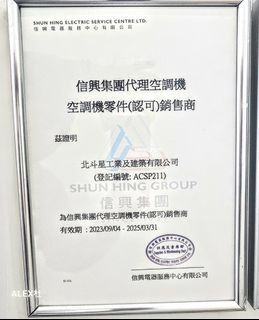 SHUN HING ELECTRIC SERVICE CENTRE LTD.
信興電器服務中心有限公司
信興集團代理空調機
空調機零件(認可)銷售商
茲證明
北斗星工業及建築有限公司
(登記編號: ACSP211)
SHUN HING GROUP
信興集團
為信興集團代理空調機零件(認可)銷售商
有效期 : 2023/09/04 - 2025/03/31
信興電器服務中心有限公司